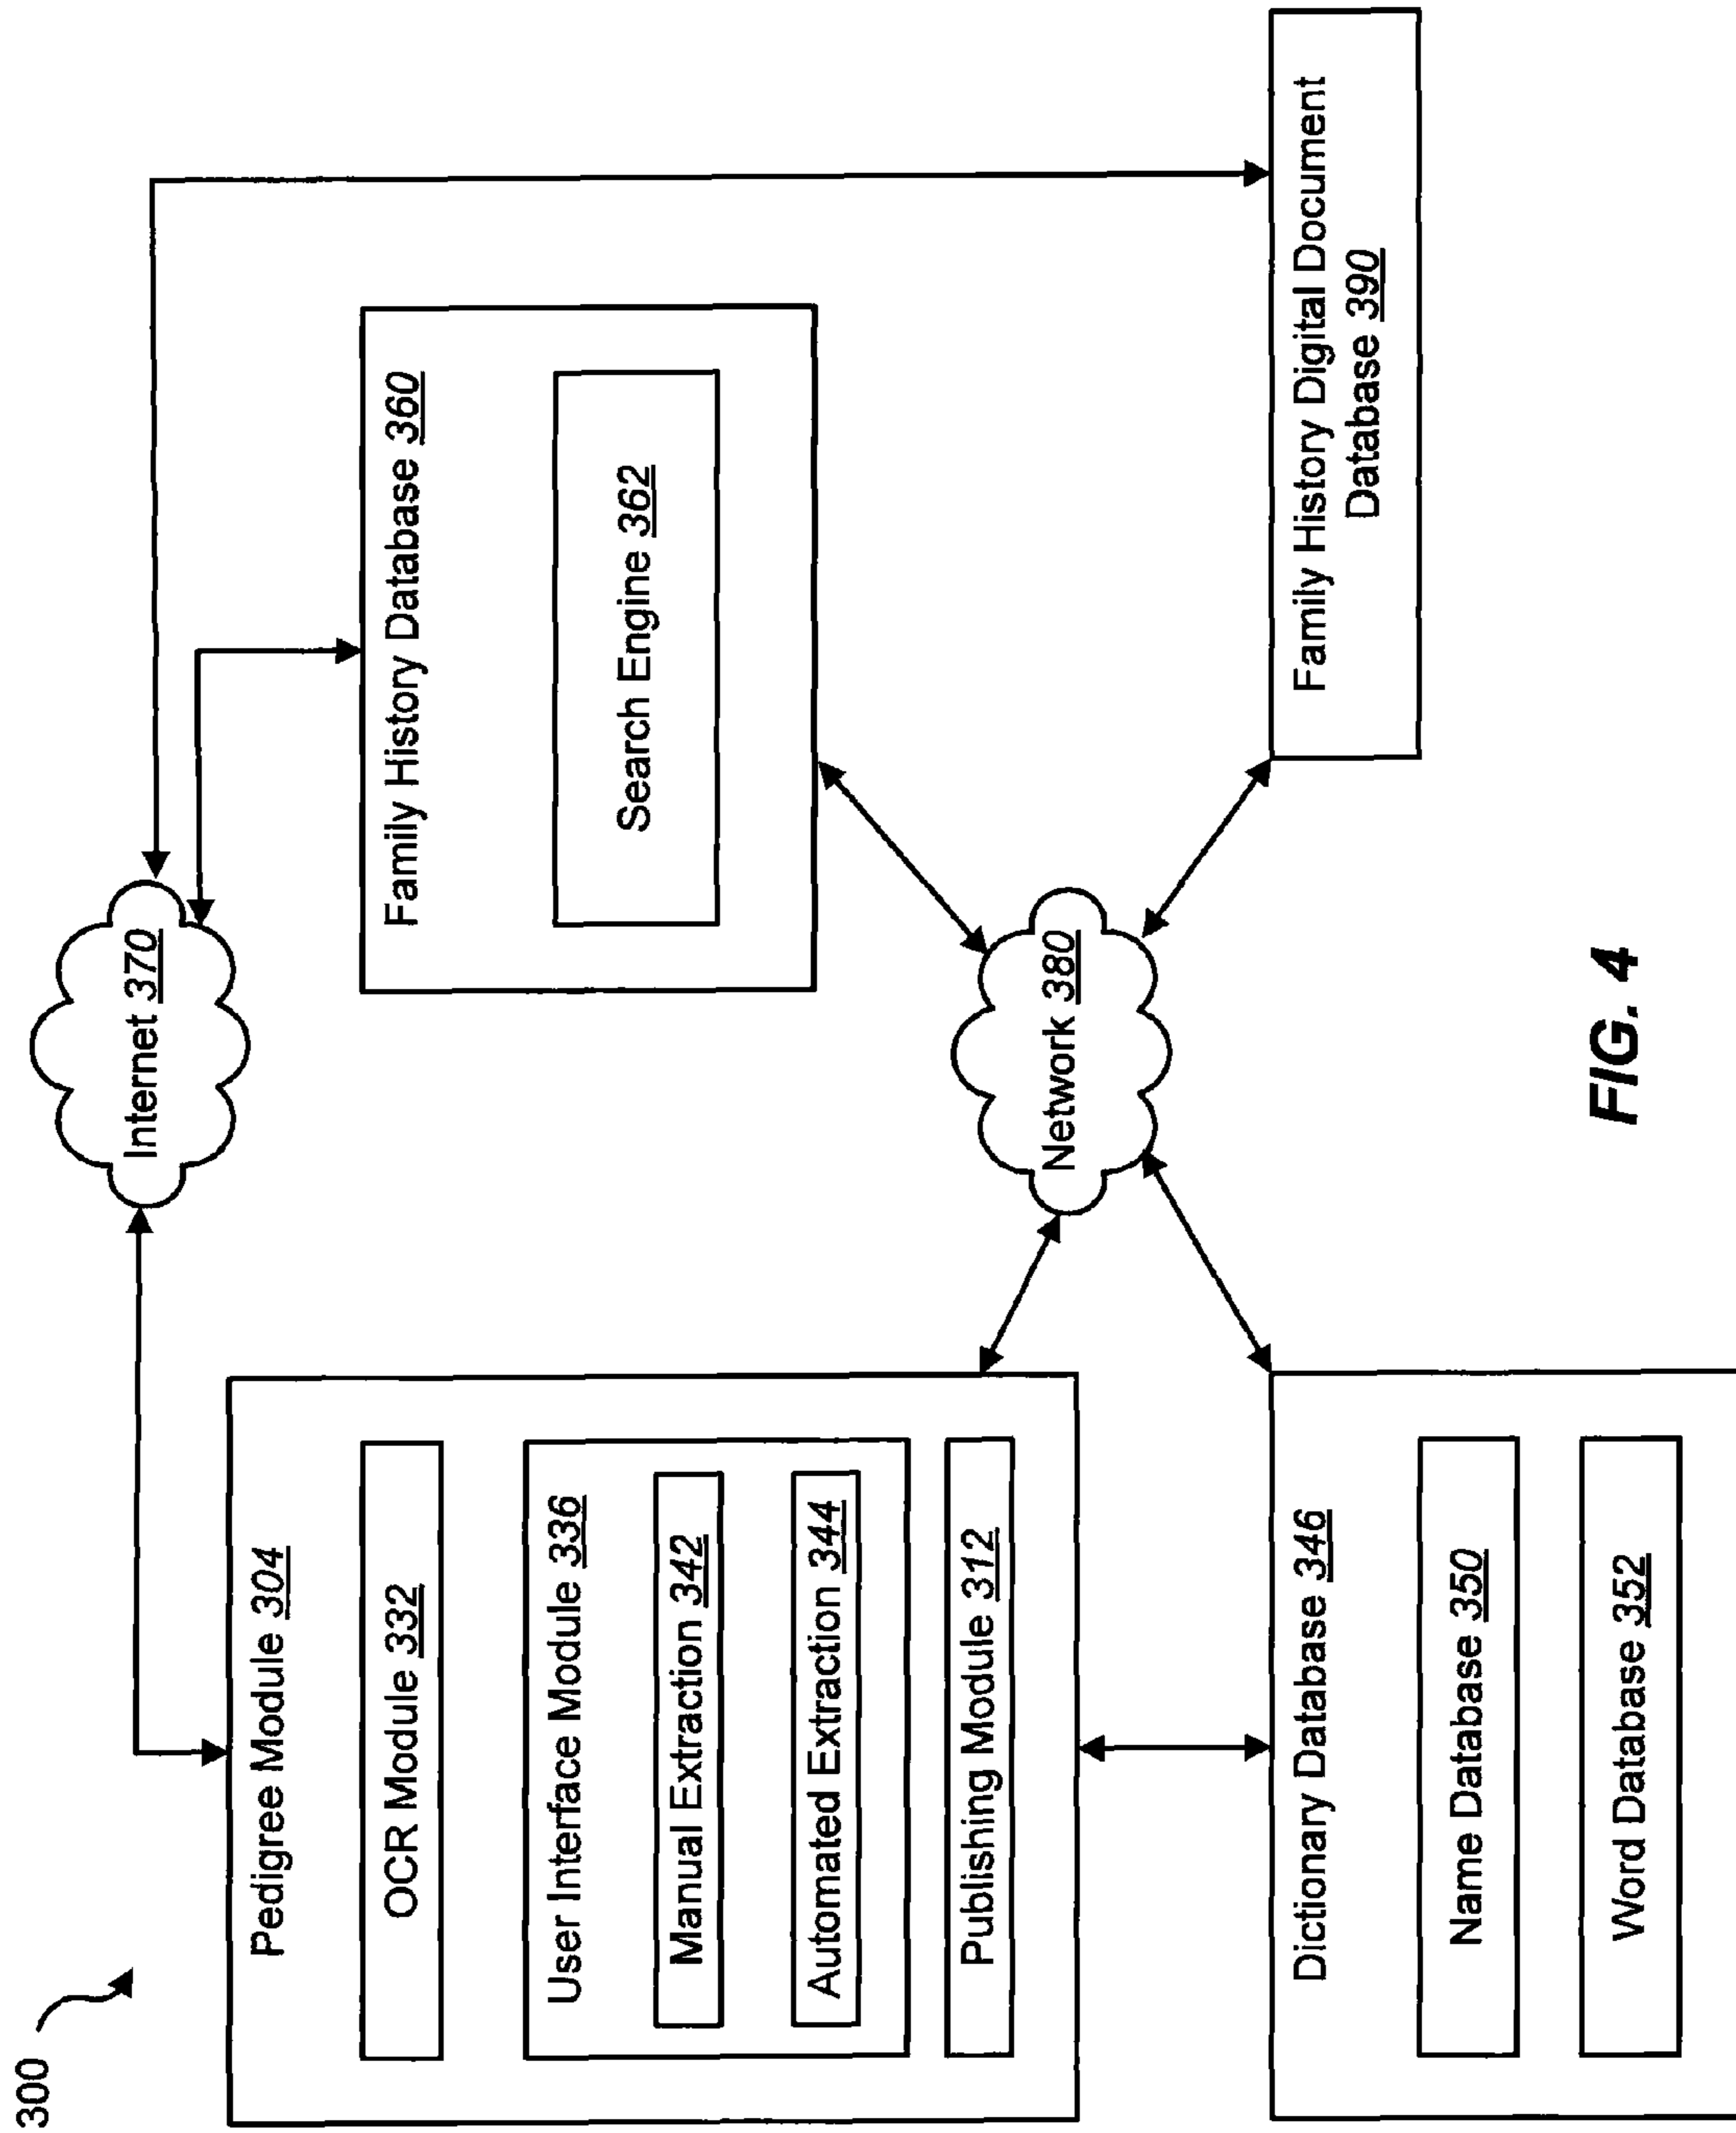 300
Pedigree Module 304
OCR Module 332
User Interface Module 336
Manual Extraction 342
Automated Extraction 344
Publishing Module 312
Dictionary Database 346
Name Database 350
Word Database 352
Internet 370
Network 380
Family History Database 360
Search Engine 362
Family History Digital Document
Database 390
FIG. 4